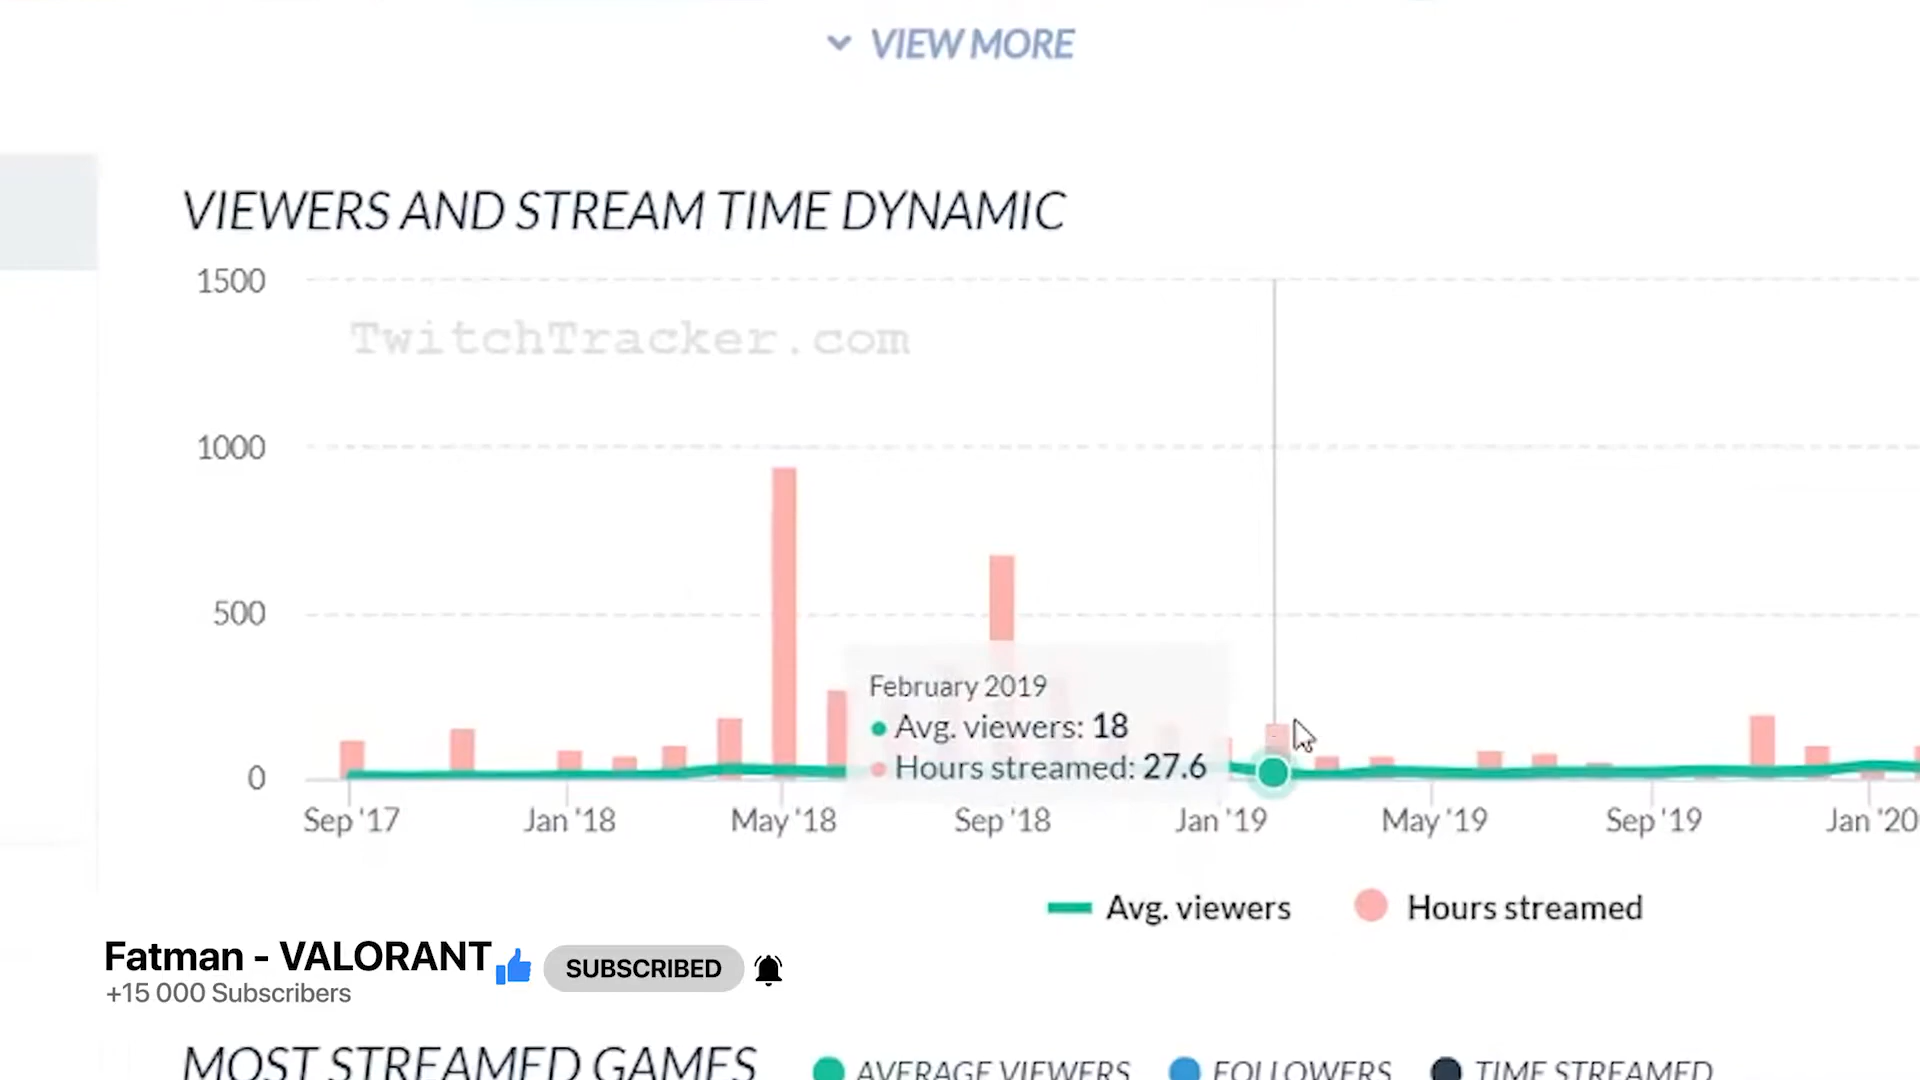 VIEW MORE
VIEWERS AND STREAM TIME DYNAMIC
1500
TwitchTracker.com
1000
500
February 2019
Avg. viewers: 18
Hours streamed: 27.6
0
Sep '17 Jan '18 May '18 Sep '18 Jan '19 May '19 Sep '19 Jan '20
Avg. viewers Hours streamed
Fatman - VALORANT SUBSCRIBED
+15 000 Subscribers
MOST STREAMED GAMES AVERAGE VIEWERS FOLLOWERS TIME STREAMED